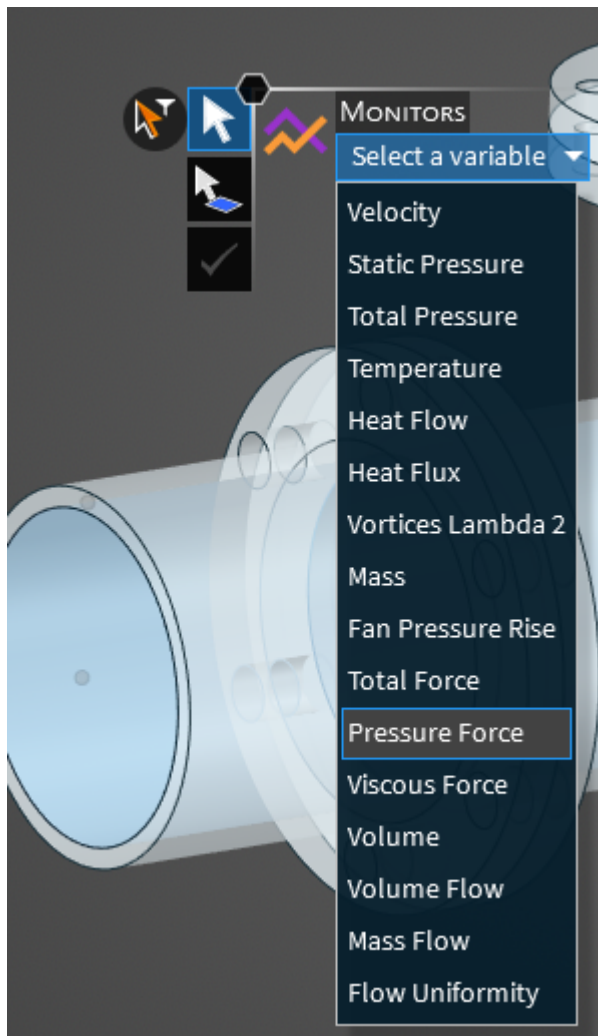 MONITORS
Select a variable
Velocity
Static Pressure
Total Pressure
Temperature
Heat Flow
Heat Flux
Vortices Lambda 2
Mass
Fan Pressure Rise
Total Force
Pressure Force
Viscous Force
Volume
Volume Flow
Mass Flow
Flow Uniformity